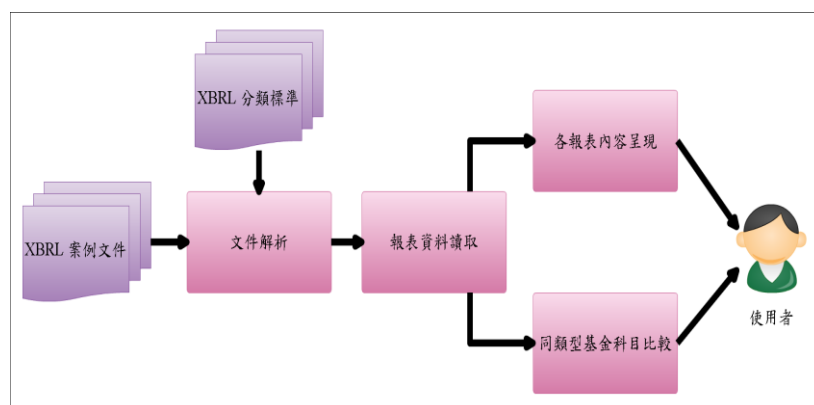 XBRL 分類標準
各報表內容呈現
XBRL 案例文件
文件解析
報表資料讀取
使用者
同類型基金科目比較